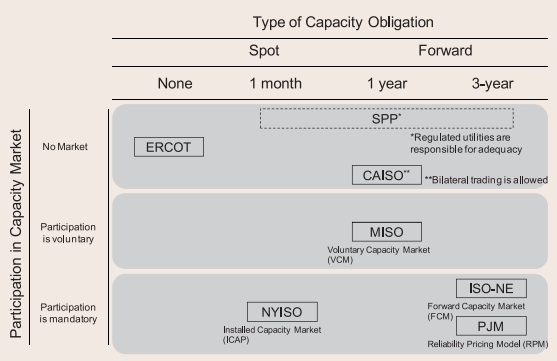 Type of Capacity Obligation
Spot
Forward
None
1 month
1 year
3-year
Participation in Capacity Market
No Market
SPP*
*Regulated utilities are
responsible for adequacy
ERCOT
CAISO**
**Bilateral trading is allowed
Participation
is voluntary
MISO
Voluntary Capacity Market
(VCM)
Participation
is mandatory
NYISO
Installed Capacity Market
(ICAP)
ISO-NE
Forward Capacity Market
(FCM)
PJM
Reliability Pricing Model (RPM)